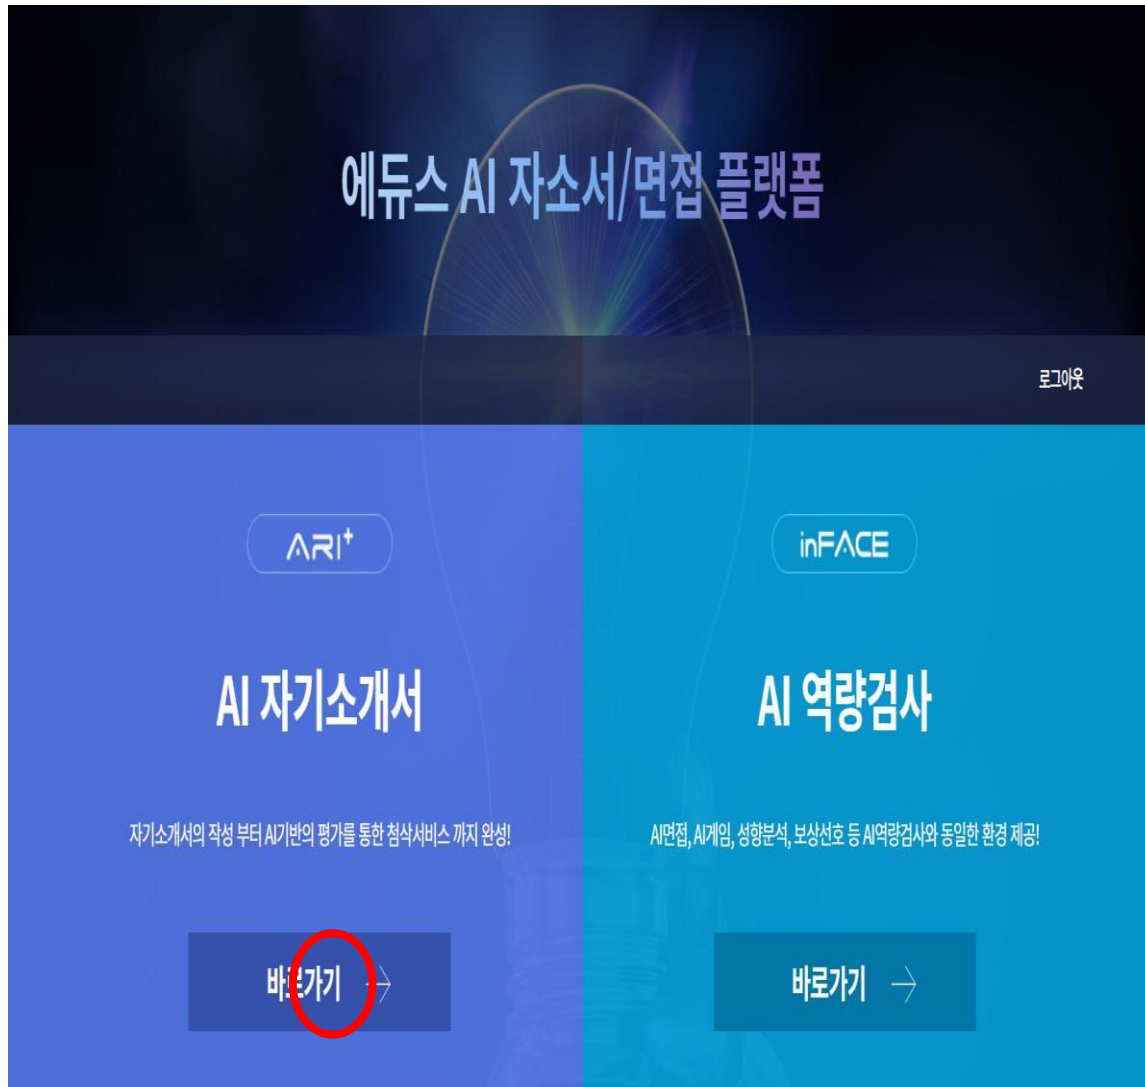 에듀스 AI 자소서/면접 플랫폼
로그아웃
ARI+
AI 자기소개서
자기소개서의 작성 부터 AI기반의 평가를 통한 첨삭서비스 까지 완성!
바로가기 →
inFACE
AI 역량검사
AI면접, AI게임, 성향분석, 보상선호 등 AI역량검사와 동일한 환경 제공!
바로가기 →